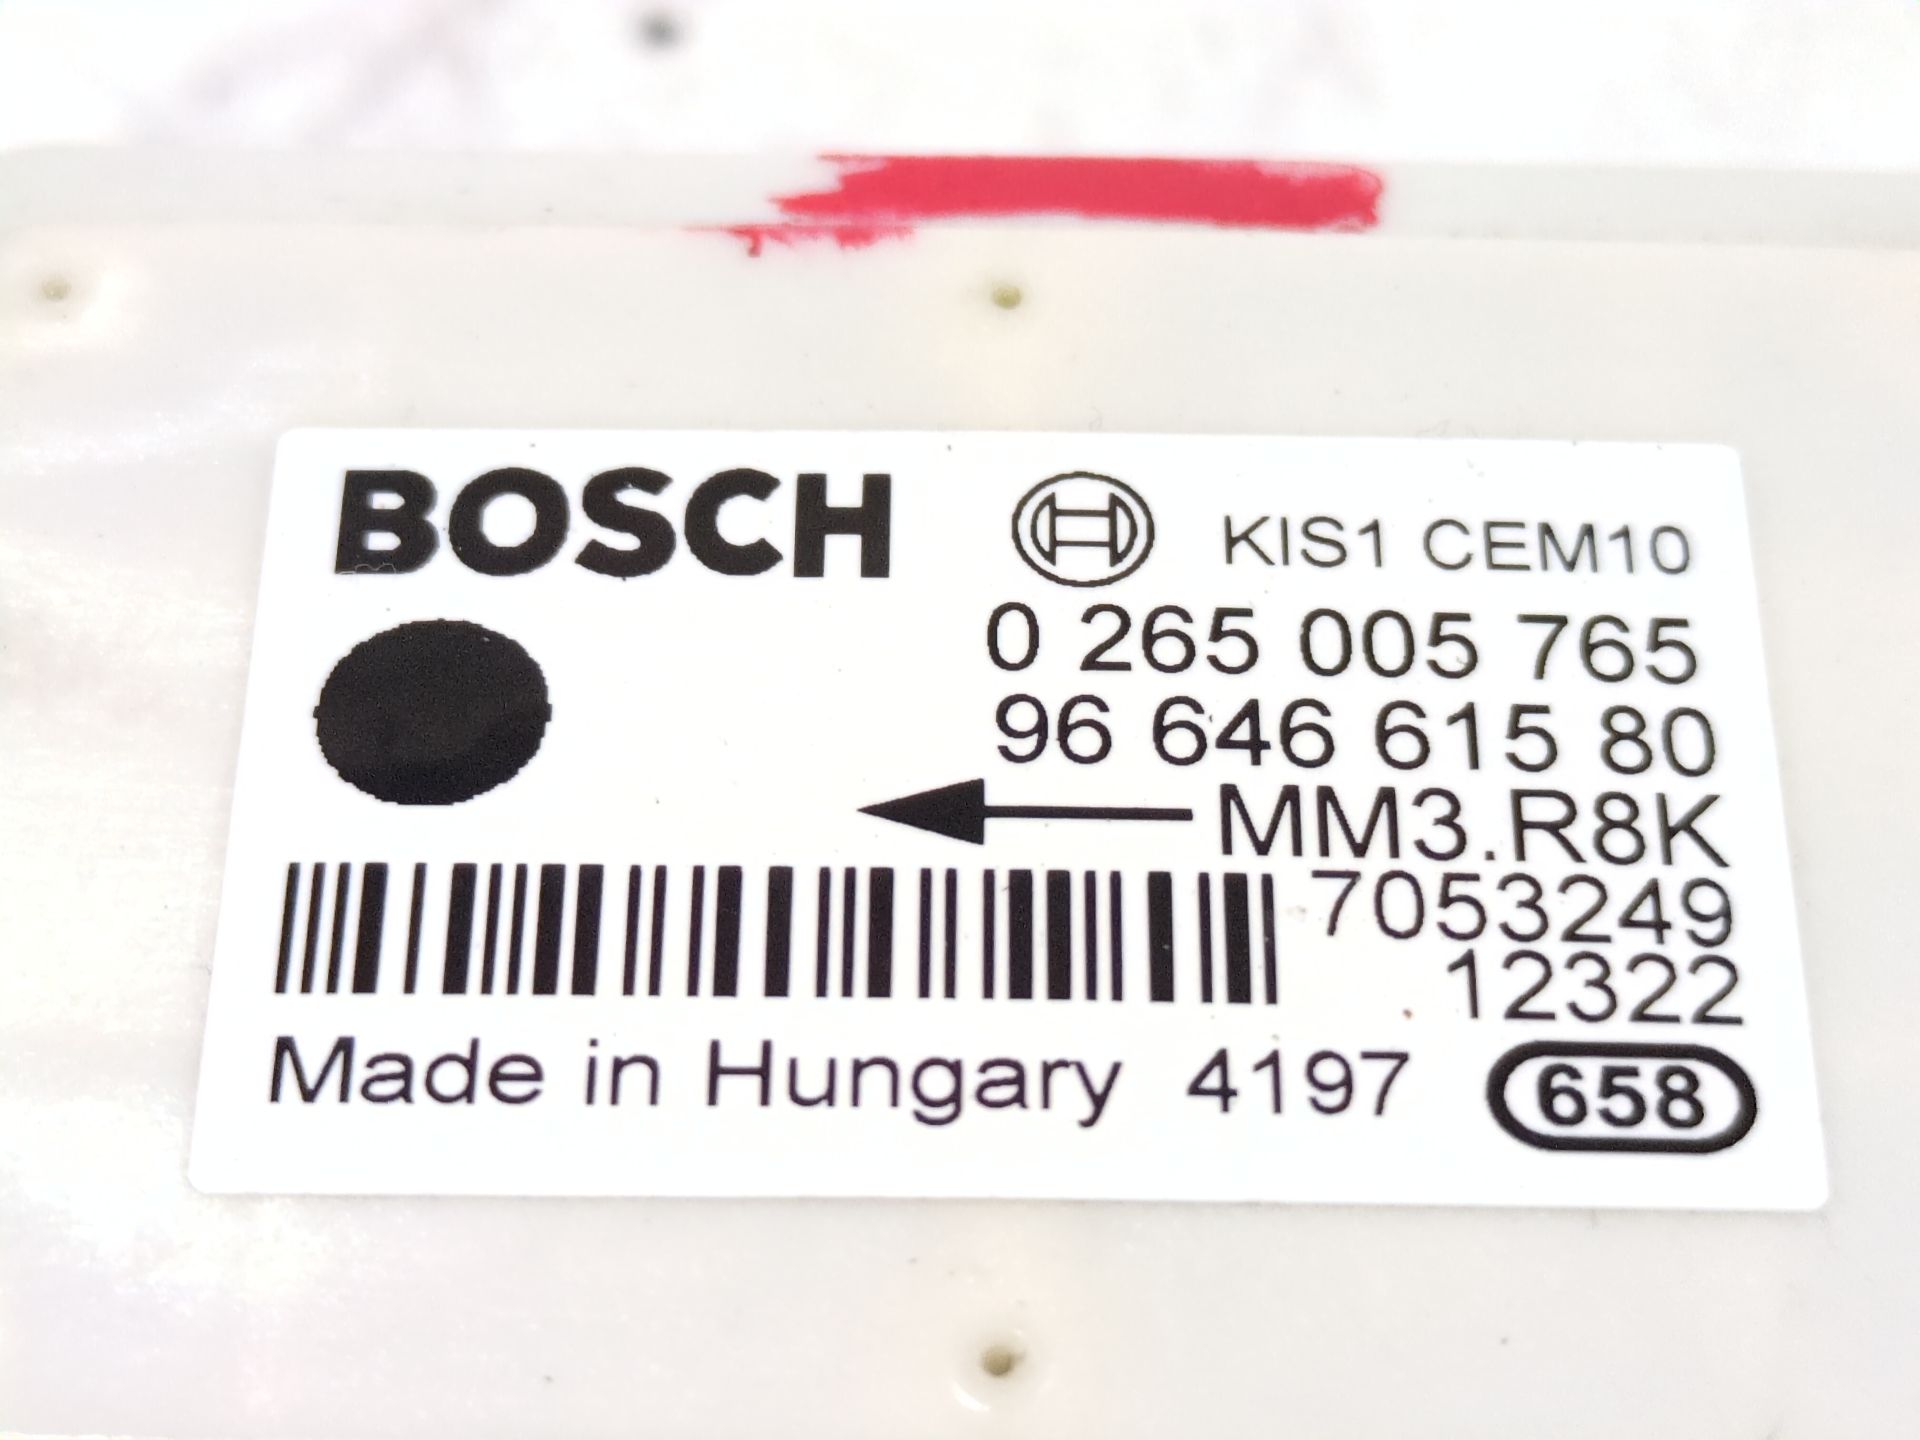 BOSCH KIS1 CEM10
0 265 005 765
96 646 615 80
MM3.R8K
7053249
12322
Made in Hungary 4197 658